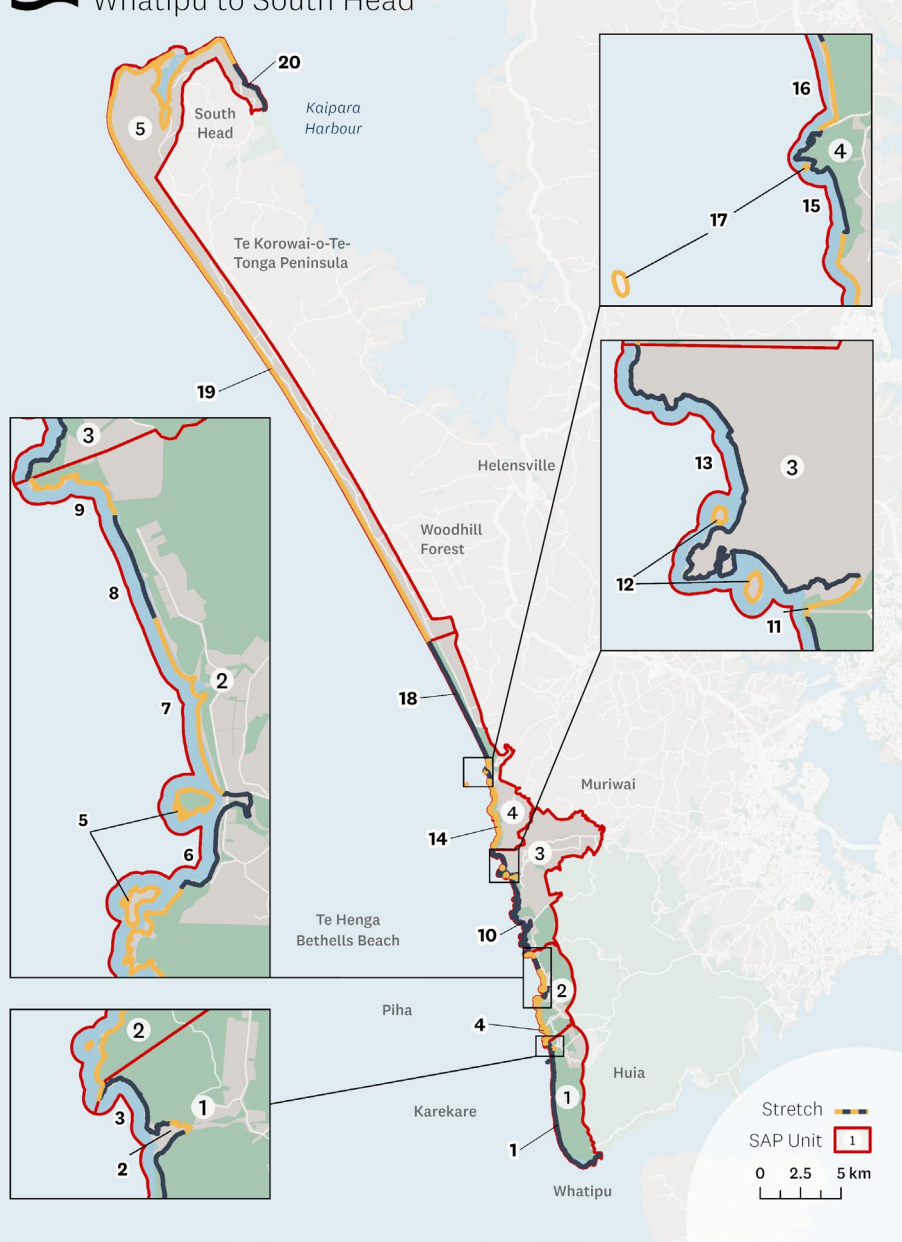 Whatipu to South Head
20
5
South
Head
Kaipara
Harbour
Te Korowai-o-Te-
Tonga Peninsula
19
Helensville
Woodhill
Forest
18
Muriwai
4
14
3
10
Te Henga
Bethells Beach
2
Piha
4
Huia
1
Karekare
1
Whatipu
16
4
15
17
13
3
12
11
3
9
8
2
7
5
6
2
1
3
2
Stretch
SAP Unit
1
0 2.5 5 km